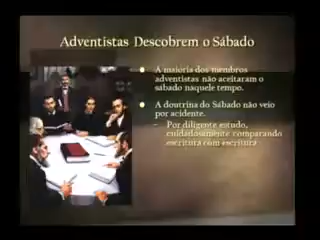 Adventistas Descobrem o Sábado
A maioria dos membros
adventistas não aceitaram o
sábado naquele tempo.
A doutrina do Sábado não veio
por acidente.
– Por diligente estudo,
cuidadosamente comparando
escritura com escritura